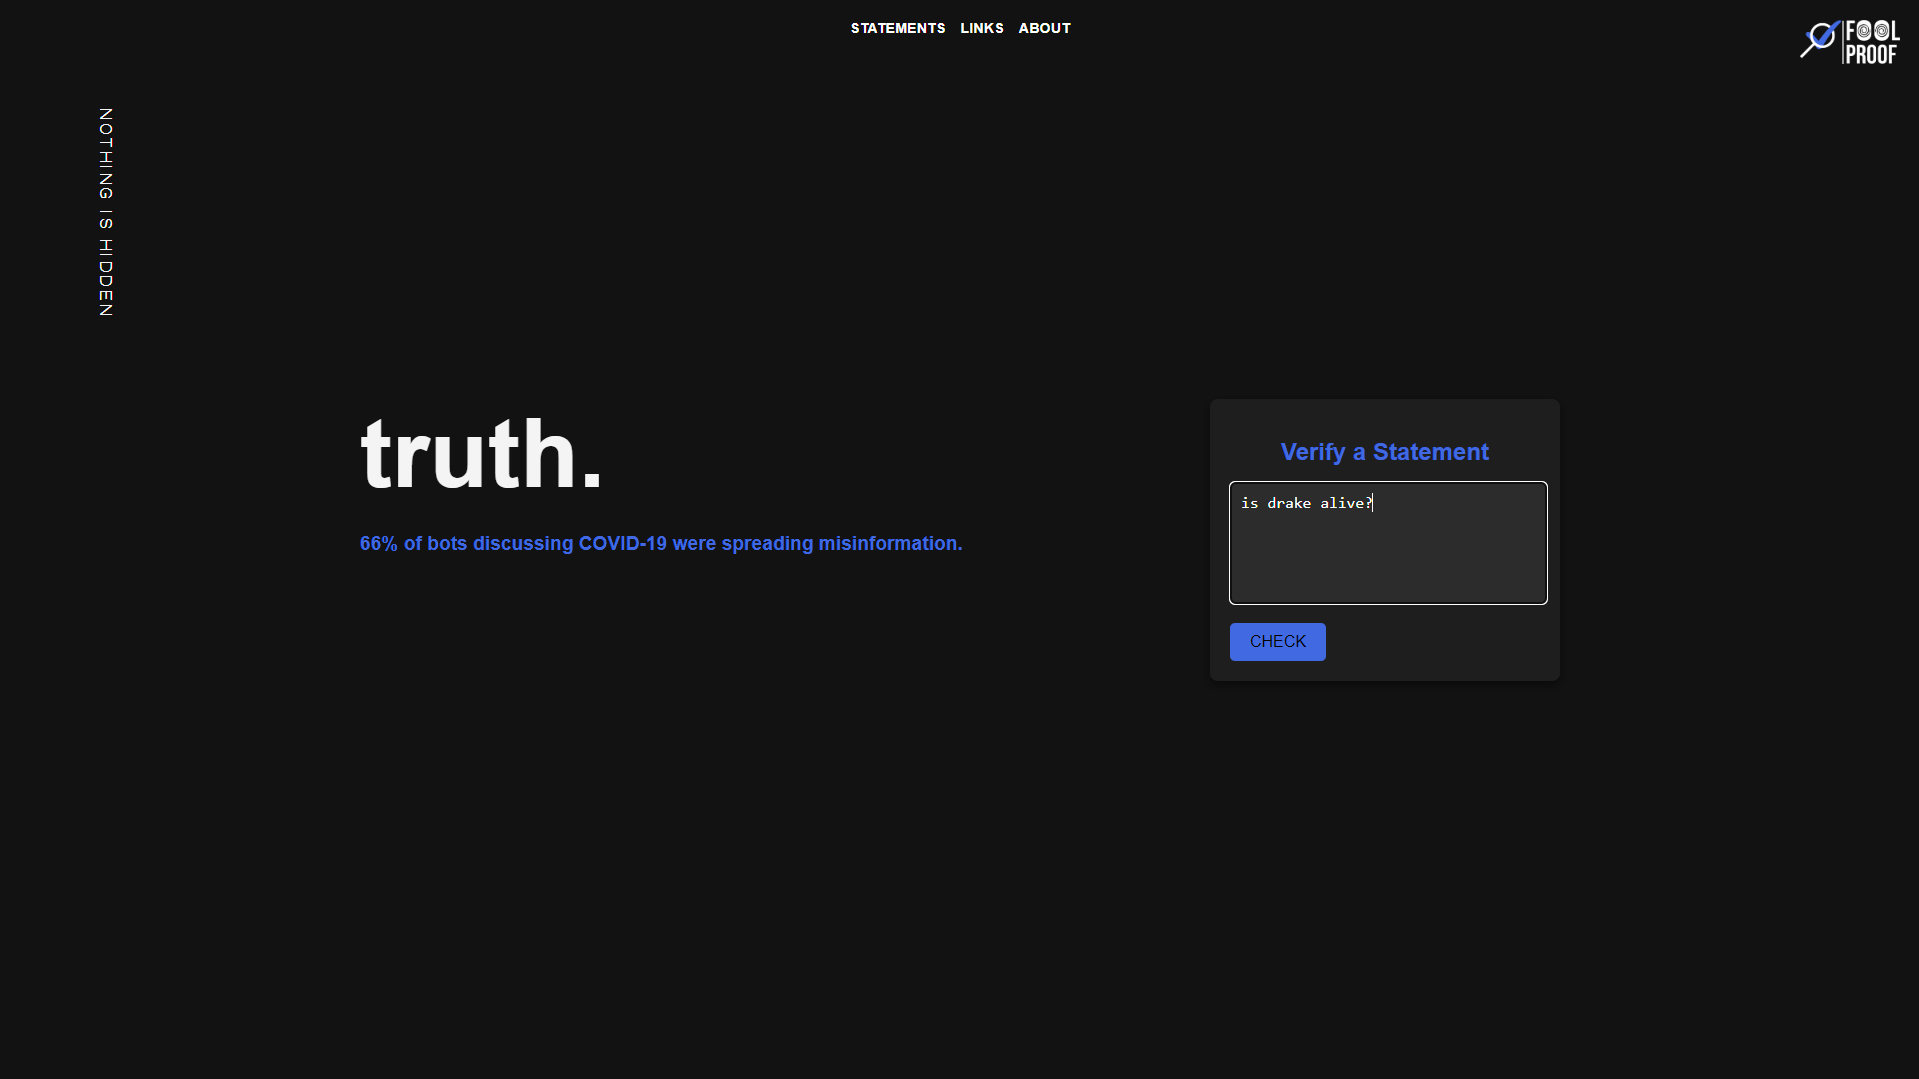 STATEMENTS LINKS ABOUT
FOOL
PROOF
NOTHING IS HIDDEN
truth.
66% of bots discussing COVID-19 were spreading misinformation.
Verify a Statement
is drake alive?
CHECK